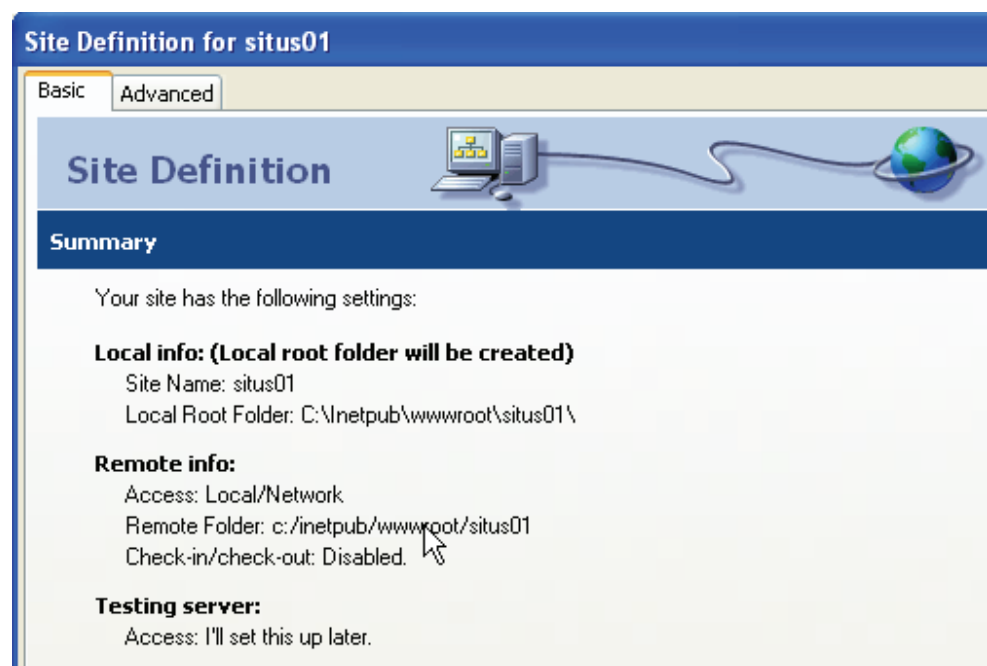 Site Definition for situs01
Basic Advanced
Site Definition
Summary
Your site has the following settings:
Local info: (Local root folder will be created)
Site Name: situs01
Local Root Folder: C:\Inetpub\wwwroot\situs01\
Remote info:
Access: Local/Network
Remote Folder: c:/inetpub/wwwroot/situs01
Check-in/check-out: Disabled.
Testing server:
Access: I'll set this up later.